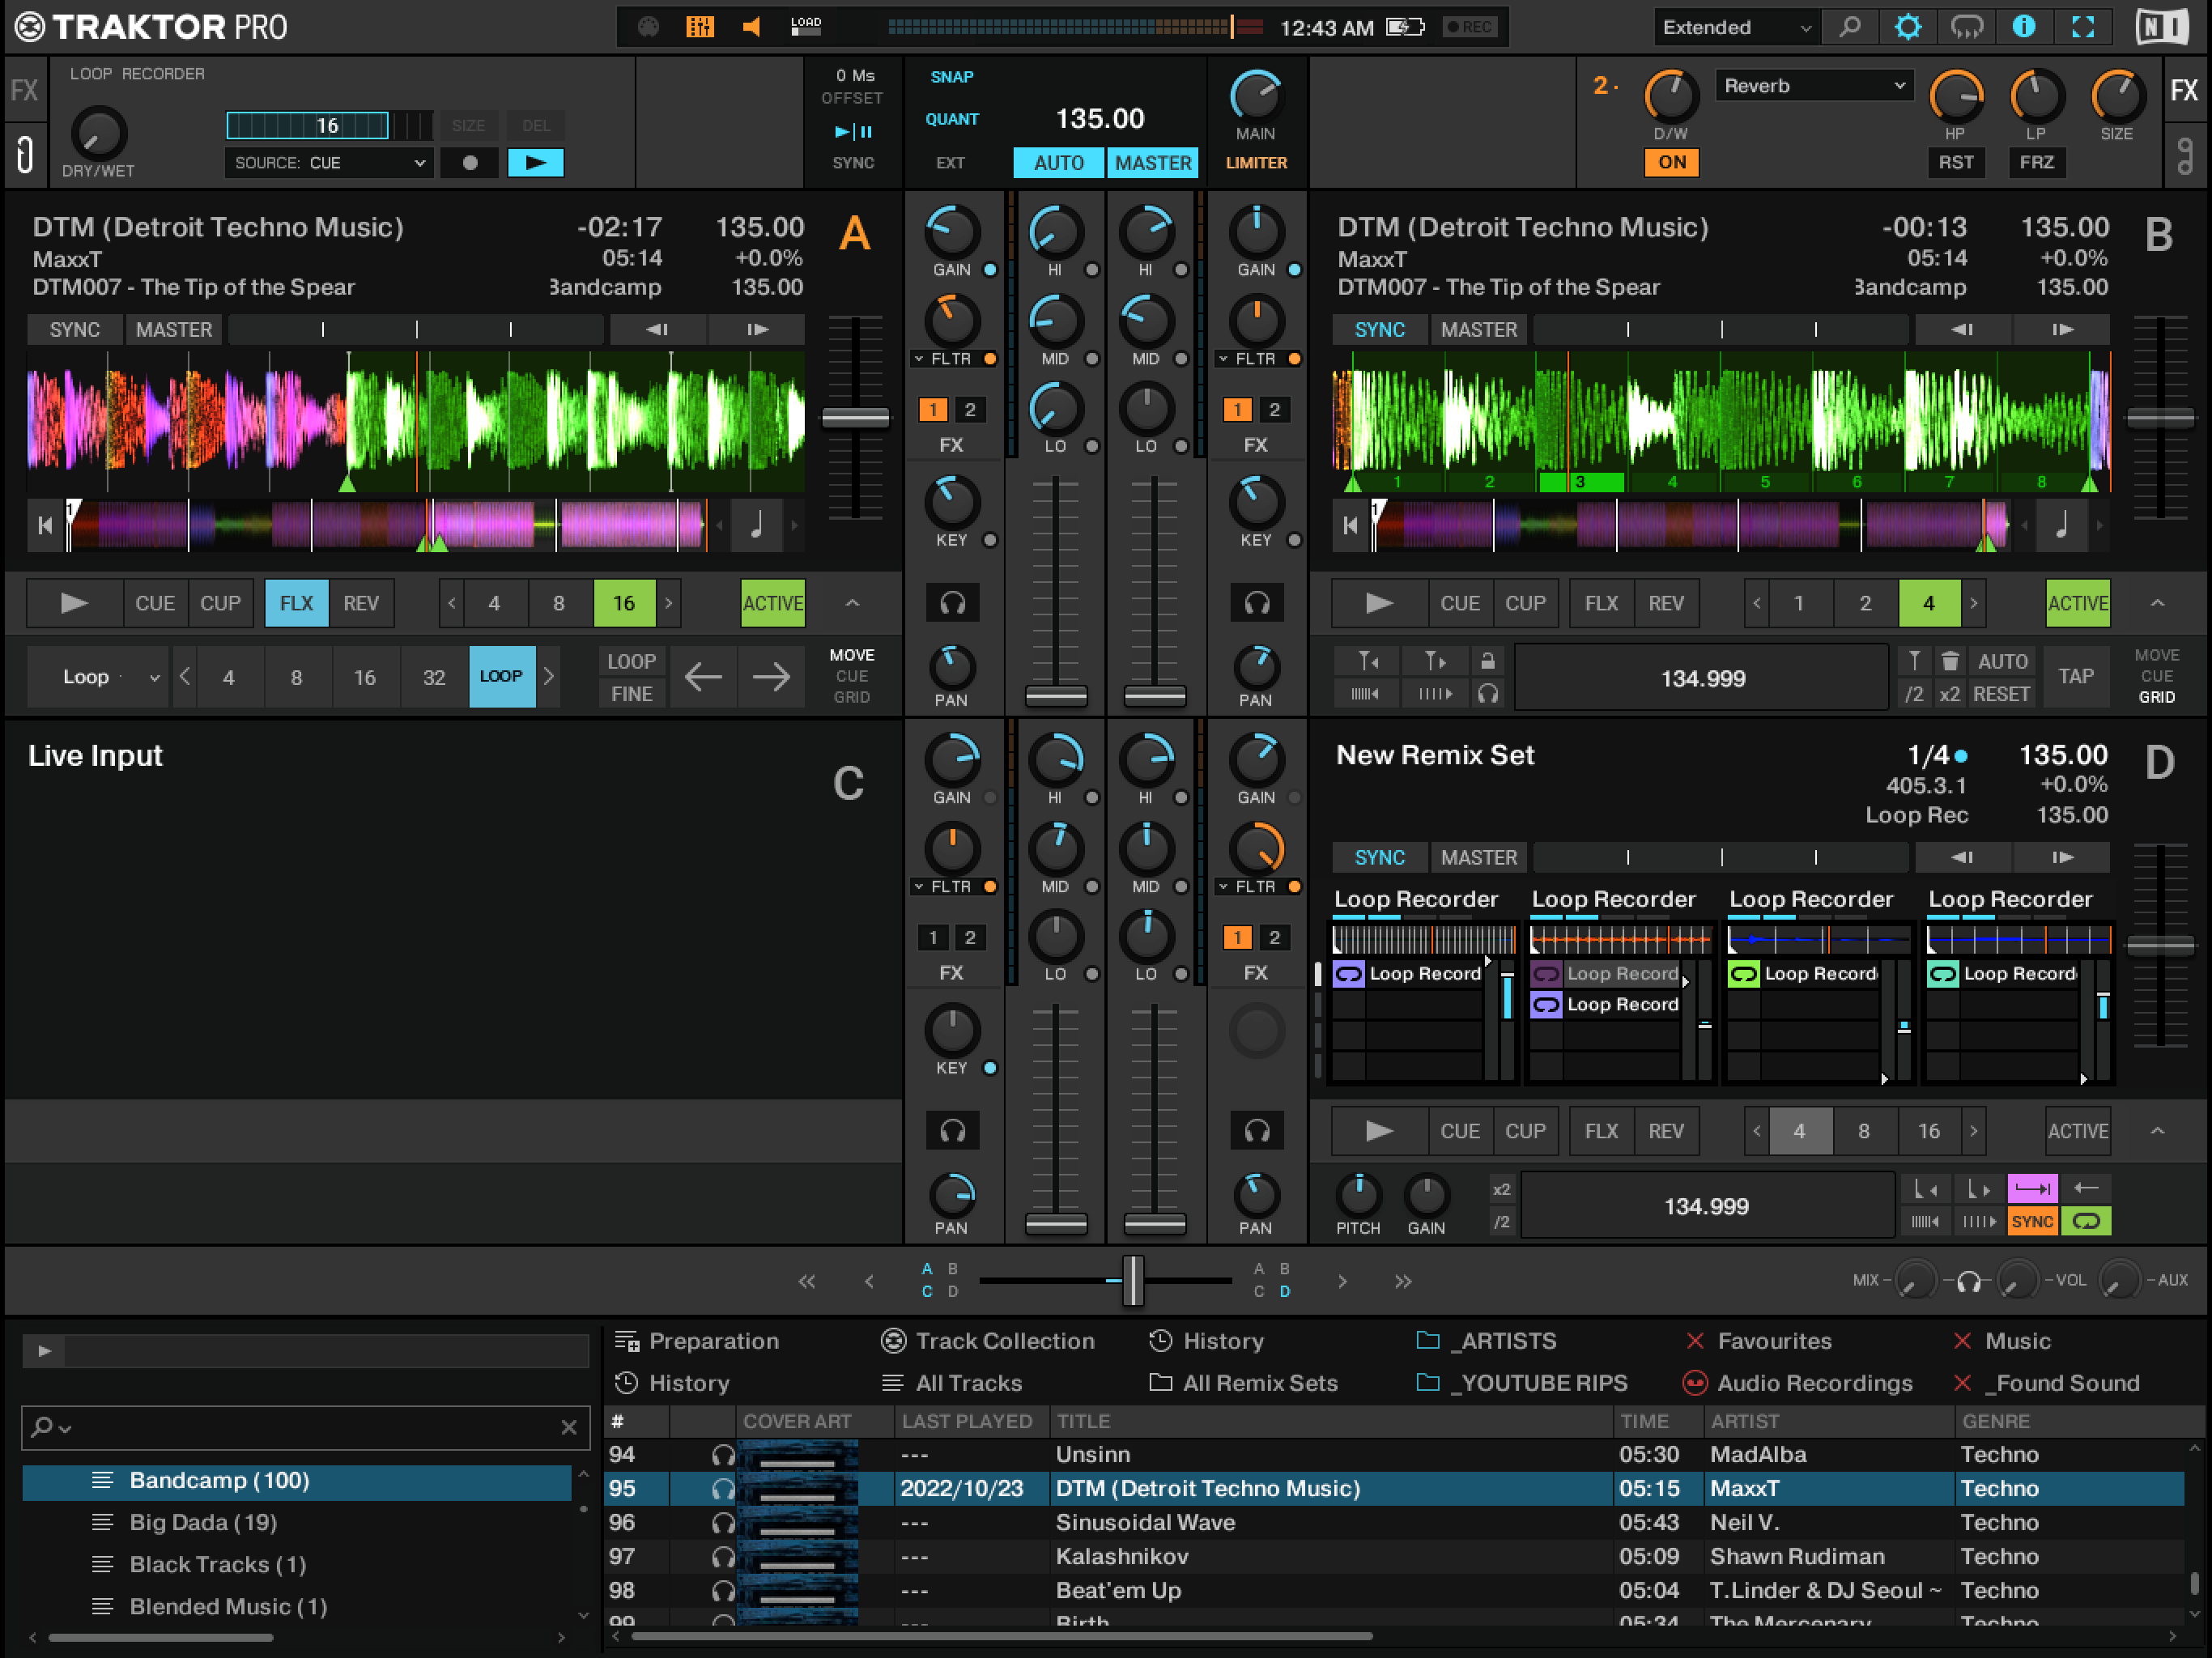 TRAKTOR PRO
LOAD
12:43 AM
REC
Extended
NI
FX
LOOP RECORDER
DRY/WET
16
SIZE
DEL
SOURCE: CUE
0 Ms
OFFSET
SYNC
SNAP
QUANT
EXT
135.00
AUTO
MASTER
MAIN
LIMITER
2
D/W
ON
Reverb
HP
LP
SIZE
RST
FRZ
FX
DTM (Detroit Techno Music)
-02:17
135.00
A
MaxxT
05:14
+0.0%
DTM007 - The Tip of the Spear
Bandcamp
135.00
SYNC
MASTER
1
CUE
CUP
FLX
REV
4
8
16
ACTIVE
Loop
4
8
16
32
LOOP
LOOP
FINE
MOVE
CUE
GRID
GAIN
HI
HI
GAIN
FLTR
MID
MID
FLTR
1 2
FX
LO
LO
1 2
FX
KEY
KEY
PAN
PAN
DTM (Detroit Techno Music)
-00:13
135.00
B
MaxxT
05:14
+0.0%
DTM007 - The Tip of the Spear
Bandcamp
135.00
SYNC
MASTER
1 2 3 4 5 6 7 8
1
CUE
CUP
FLX
REV
1
2
4
ACTIVE
134.999
AUTO
/2
x2
RESET
TAP
MOVE
CUE
GRID
Live Input
C
GAIN
HI
HI
GAIN
FLTR
MID
MID
FLTR
1 2
FX
LO
LO
1 2
FX
KEY
PAN
PAN
New Remix Set
1/4
135.00
D
405.3.1
+0.0%
Loop Rec
135.00
SYNC
MASTER
Loop Recorder
Loop Recorder
Loop Recorder
Loop Recorder
Loop Record
Loop Record
Loop Record
Loop Record
Loop Record
CUE
CUP
FLX
REV
4
8
16
ACTIVE
PITCH
GAIN
x2
/2
134.999
SYNC
A B
C D
A B
C D
MIX
VOL
AUX
Preparation
Track Collection
History
_ARTISTS
Favourites
Music
History
All Tracks
All Remix Sets
_YOUTUBE RIPS
Audio Recordings
_Found Sound
Bandcamp (100)
Big Dada (19)
Black Tracks (1)
Blended Music (1)
# COVER ART LAST PLAYED TITLE TIME ARTIST GENRE
94 --- Unsinn 05:30 MadAlba Techno
95 2022/10/23 DTM (Detroit Techno Music) 05:15 MaxxT Techno
96 --- Sinusoidal Wave 05:43 Neil V. Techno
97 --- Kalashnikov 05:09 Shawn Rudiman Techno
98 --- Beat'em Up 05:04 T.Linder & DJ Seoul ~ Techno
99 --- Birth 05:34 The Mercenary Techno